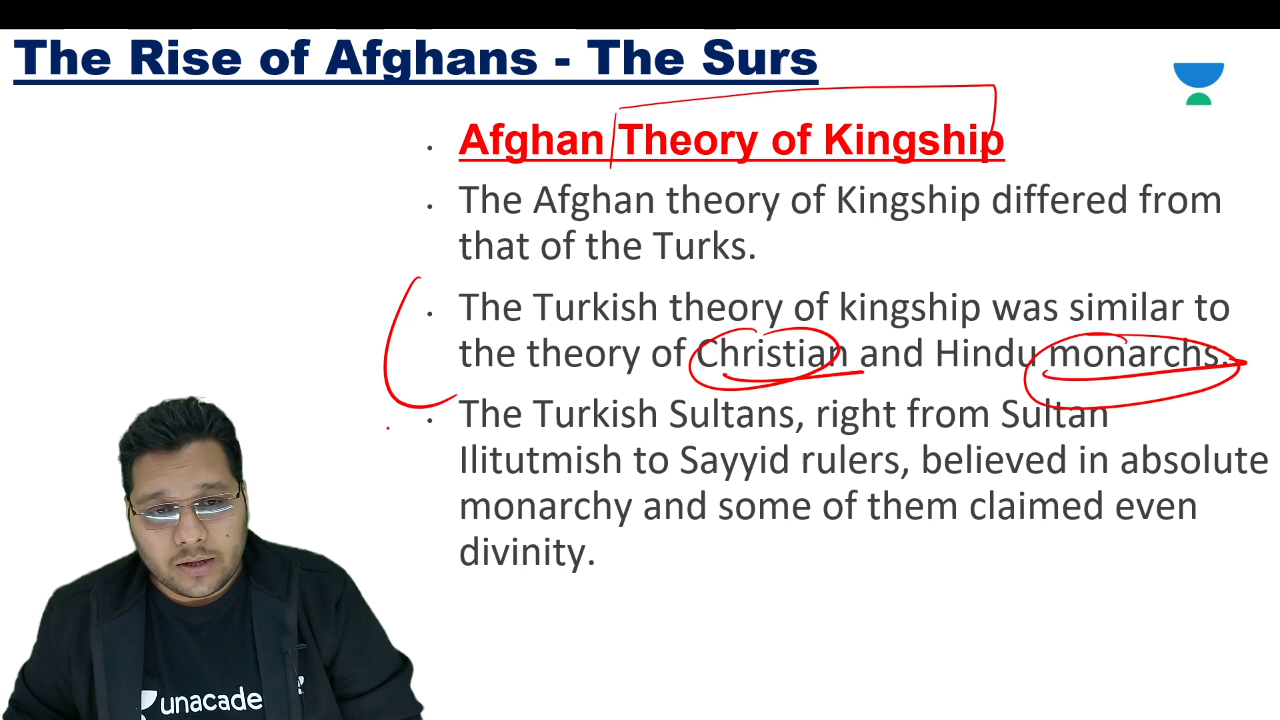 The Rise of Afghans - The Surs
Afghan Theory of Kingship
The Afghan theory of Kingship differed from
that of the Turks.
The Turkish theory of kingship was similar to
the theory of Christian and Hindu monarchs.
The Turkish Sultans, right from Sultan
Ilitutmish to Sayyid rulers, believed in absolute
monarchy and some of them claimed even
divinity.
unacade